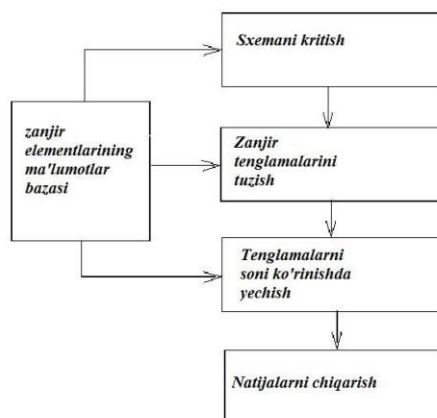 Sxemani kritish
zanjir
elementlarining
ma'lumotlar
bazasi
Zanjir
tenglamalarini
tuzish
Tenglamalarni
soni ko'rinishda
yechish
Natijalarni chiqarish